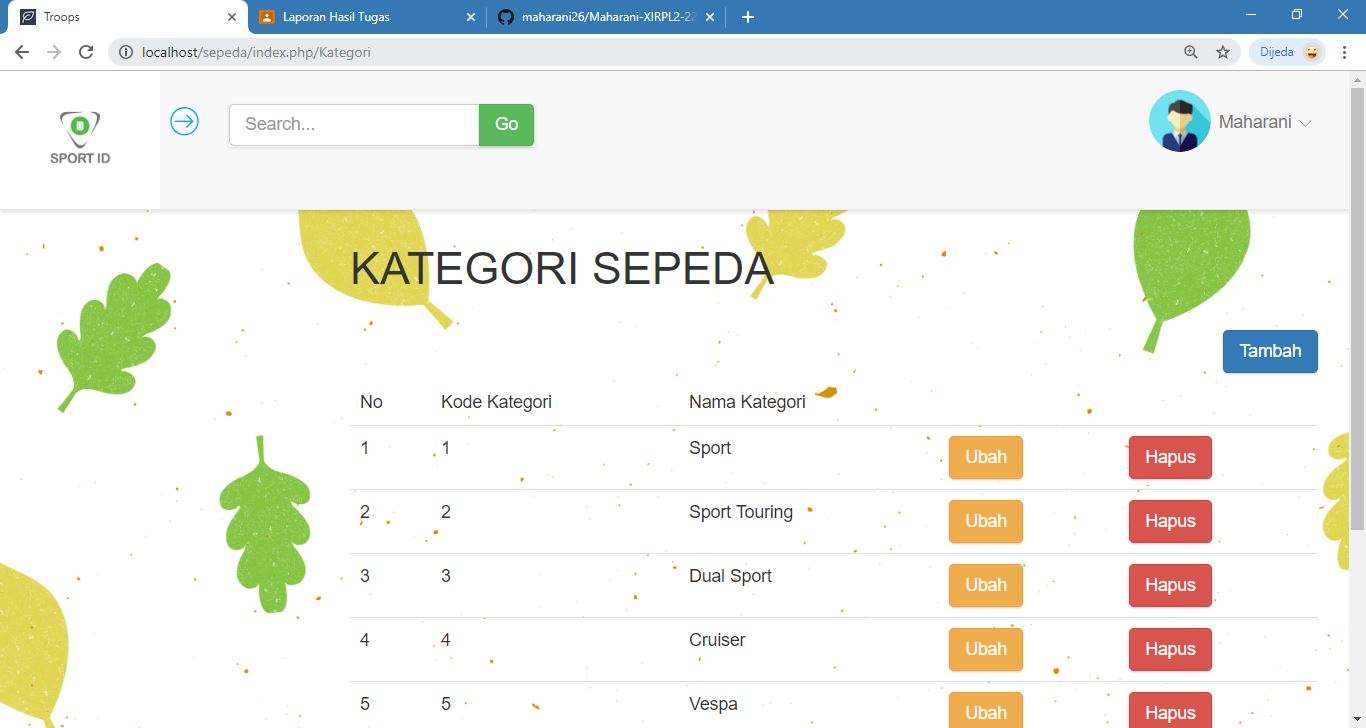 Troops
Laporan Hasil Tugas
maharani26/Maharani-XIRPL2-22
localhost/sepeda/index.php/Kategori
Dijeda
SPORT ID
Search...
Go
Maharani
KATEGORI SEPEDA
Tambah
No Kode Kategori Nama Kategori
1 1 Sport Ubah Hapus
2 2 Sport Touring Ubah Hapus
3 3 Dual Sport Ubah Hapus
4 4 Cruiser Ubah Hapus
5 5 Vespa Ubah Hapus